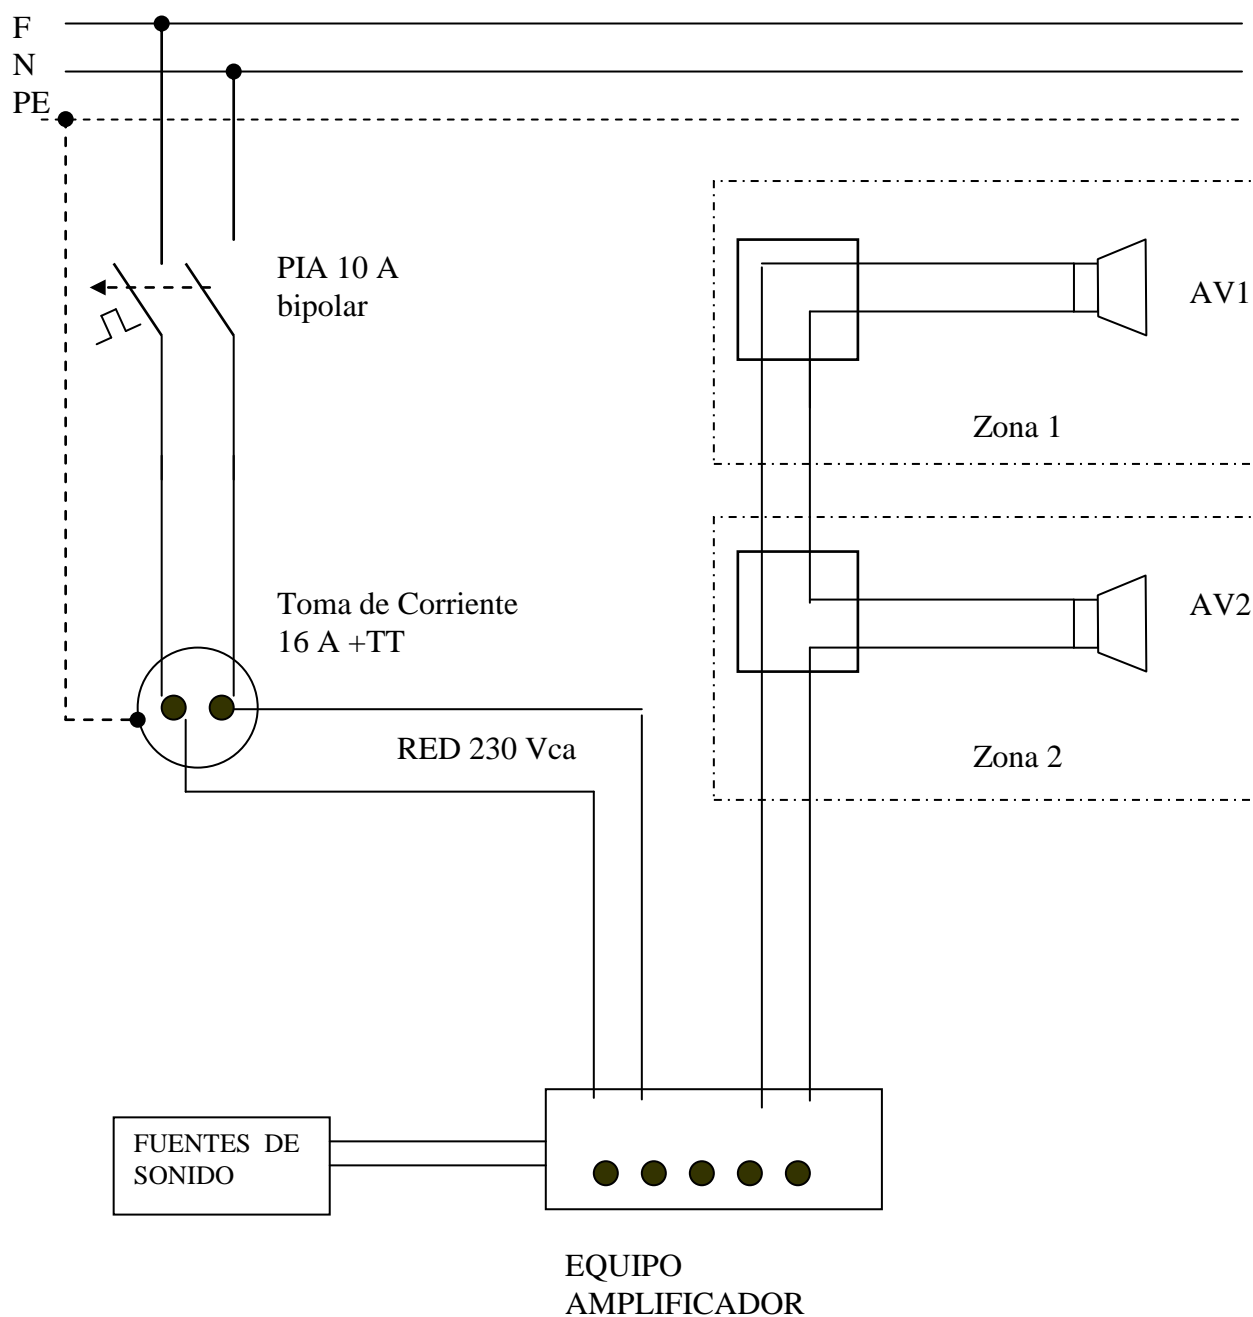 F
N
PE
PIA 10 A
bipolar
AV1
Zona 1
Toma de Corriente
16 A +TT
AV2
RED 230 Vca
Zona 2
FUENTES DE
SONIDO
EQUIPO
AMPLIFICADOR